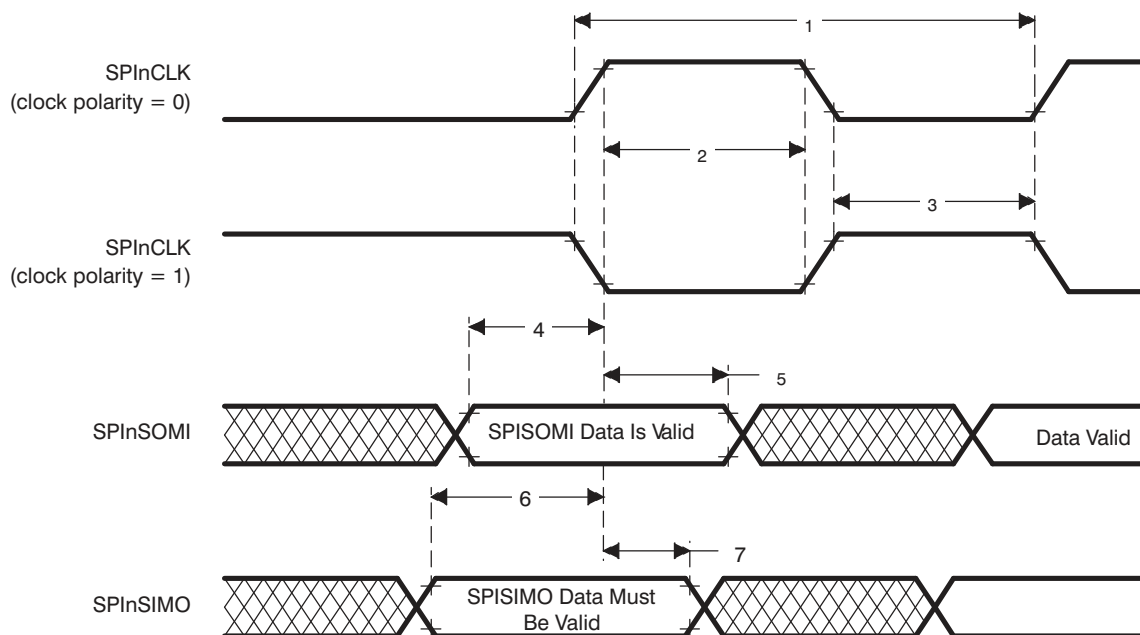 1
SPInCLK
(clock polarity = 0)
2
3
SPInCLK
(clock polarity = 1)
4
5
SPInSOMI
SPISOMI Data Is Valid
Data Valid
6
7
SPInSIMO
SPISIMO Data Must
Be Valid